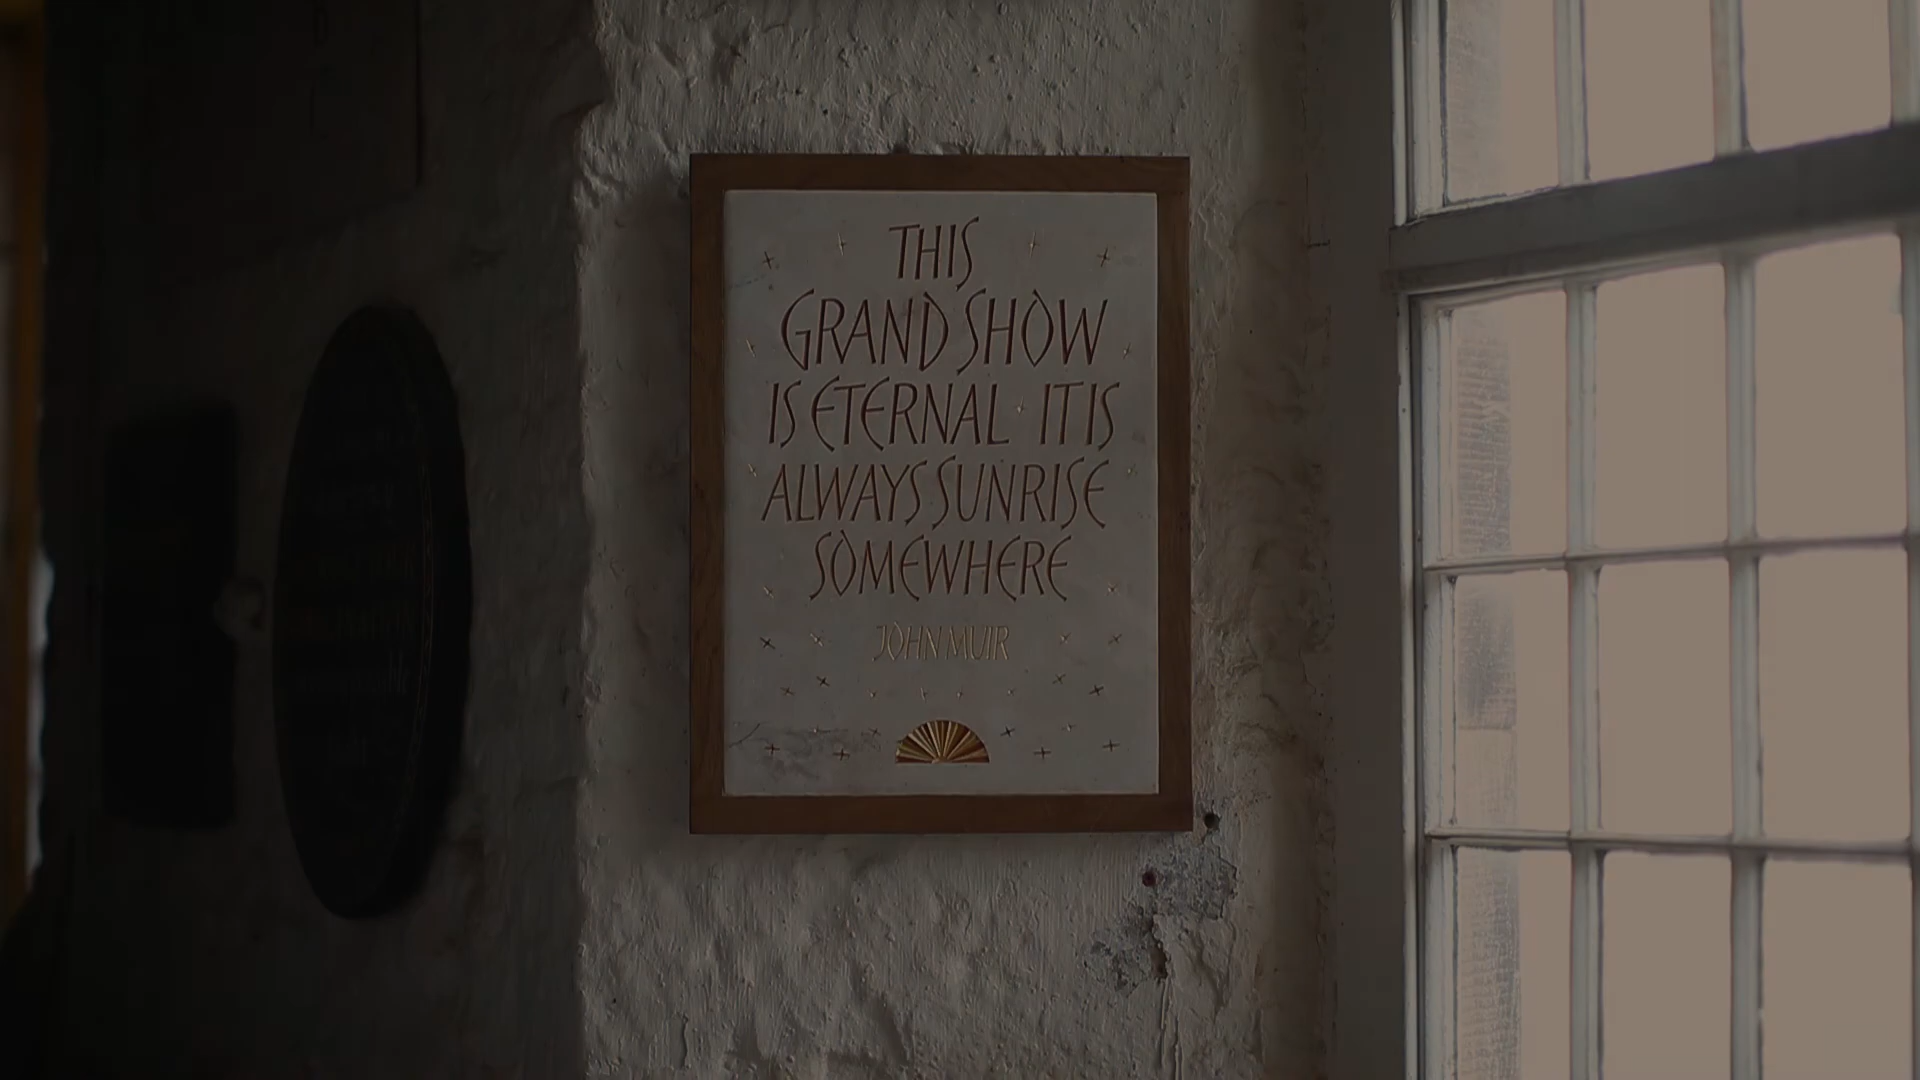 THIS
GRAND SHOW
IS ETERNAL · IT IS
ALWAYS SUNRISE
SOMEWHERE
JOHN MUIR